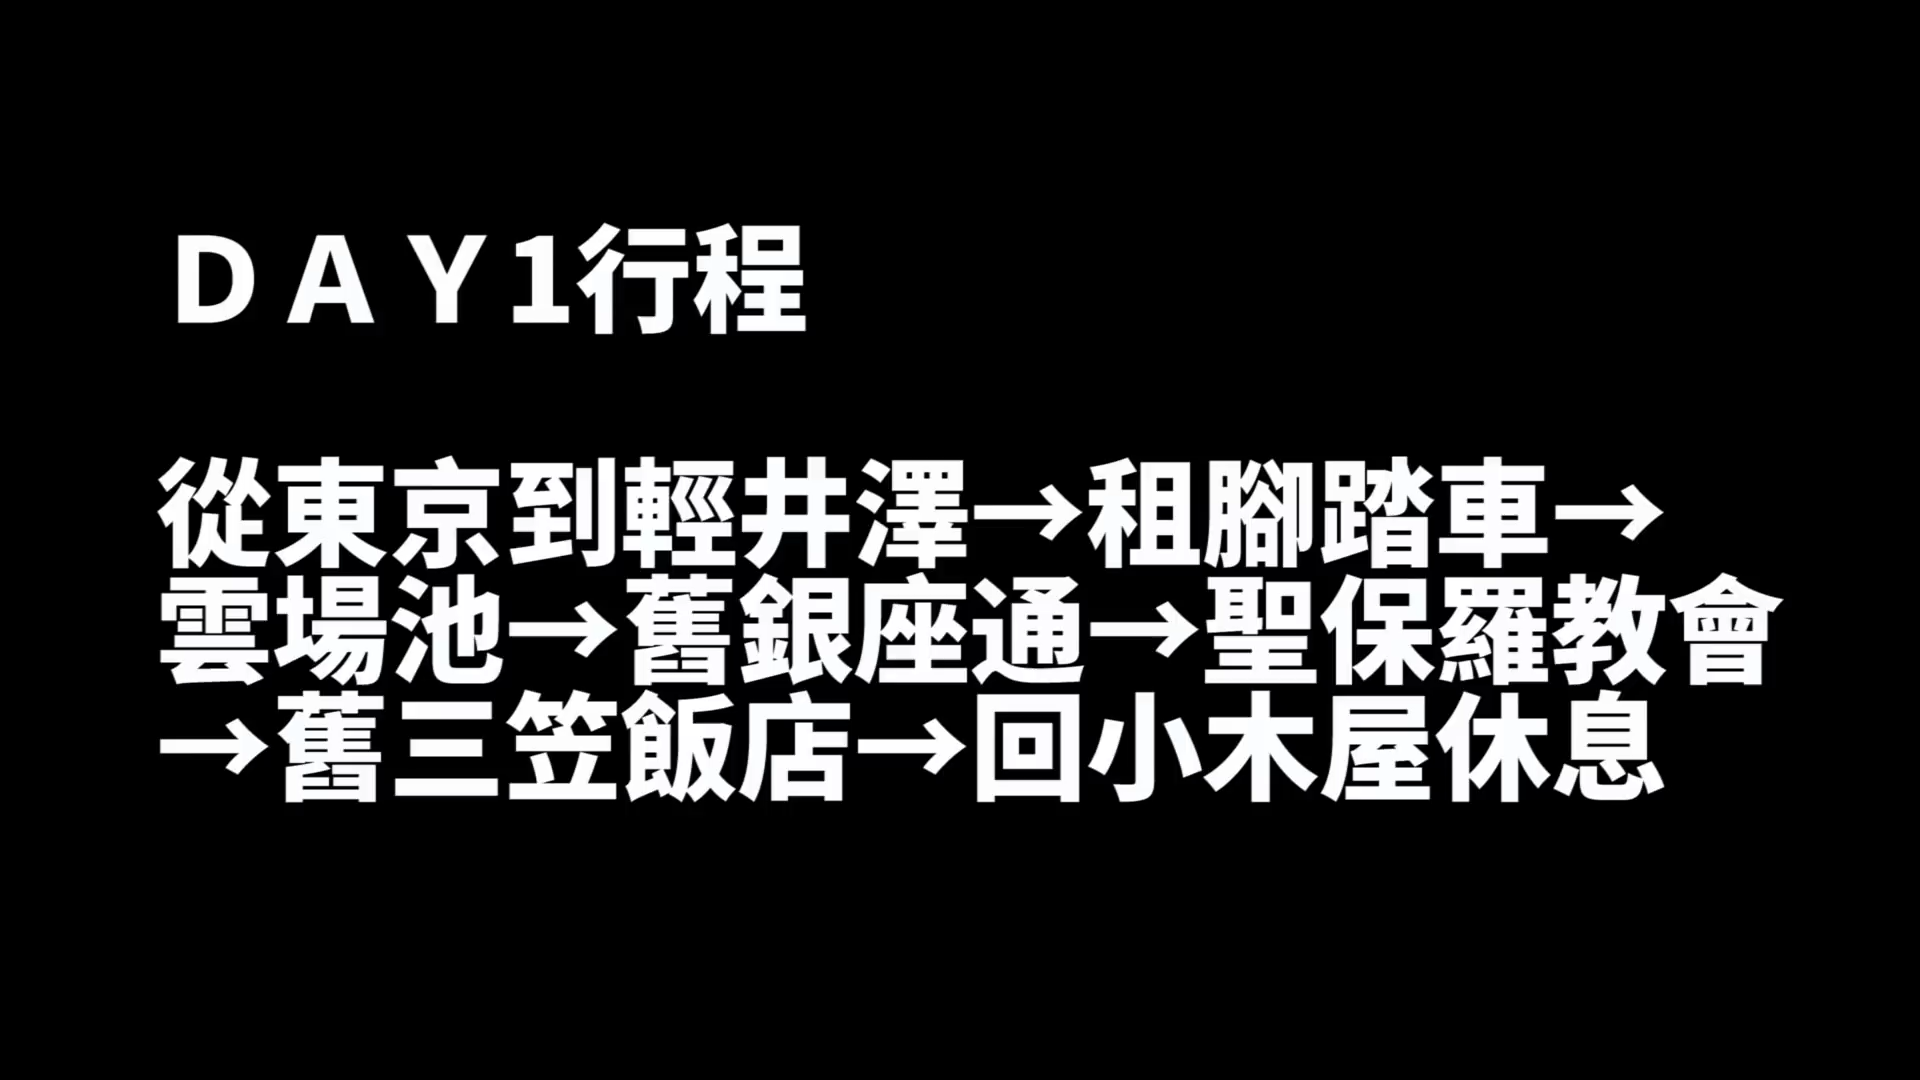 ＤＡＹ1行程
從東京到輕井澤→租腳踏車→
雲場池→舊銀座通→聖保羅教會
→舊三笠飯店→回小木屋休息